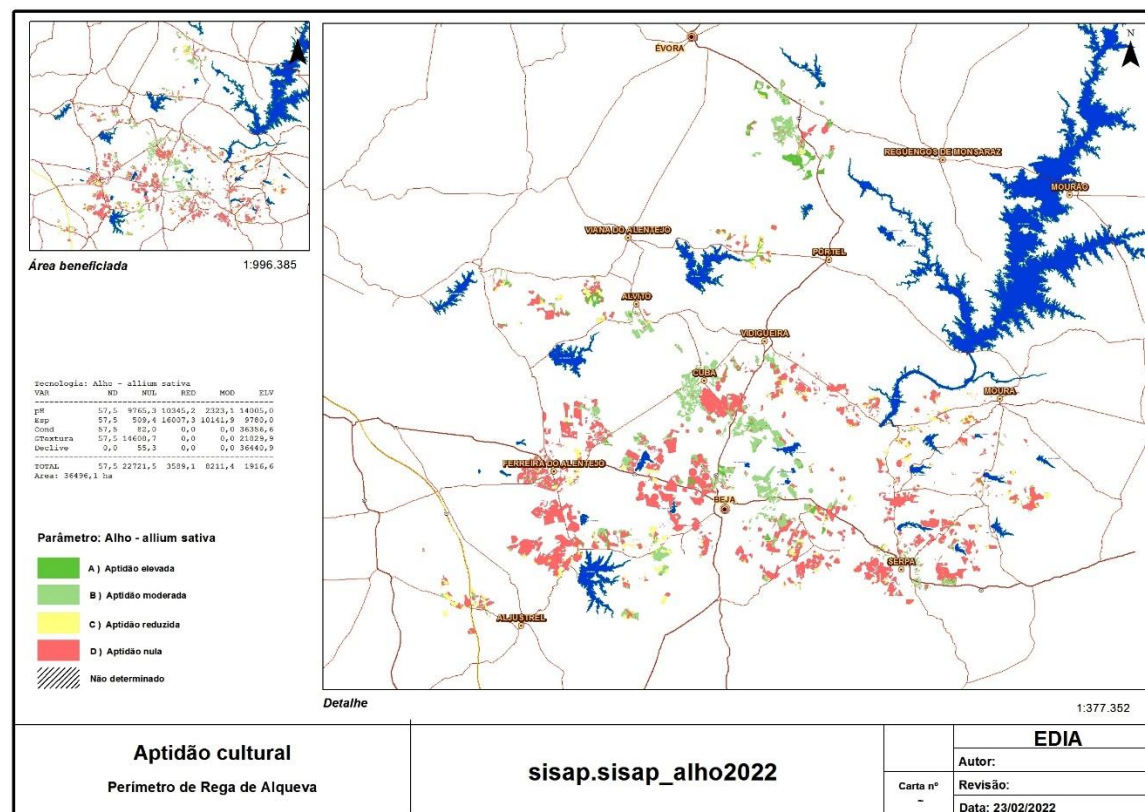 N
Área beneficiada 1:996.385
Tecnologia: Alho - allium sativa
VAR ND NUL RED MOD ELV
pH 57,5 9765,3 10345,2 2323,1 14005,0
Esp 57,5 509,4 16007,3 10141,9 9780,0
Cond 57,5 82,0 0,0 0,0 36356,6
GTextura 57,5 14608,7 0,0 0,0 21829,9
Declive 0,0 55,3 0,0 0,0 36440,9
TOTAL 57,5 22721,5 3589,1 8211,4 1916,6
Area: 36496,1 ha
Parâmetro: Alho - allium sativa
A ) Aptidão elevada
B ) Aptidão moderada
C ) Aptidão reduzida
D ) Aptidão nula
Não determinado
N
ÉVORA
REGUENGOS DE MONSARAZ
MOURÃO
VIANA DO ALENTEJO
PORTEL
ALVITO
VIDIGUEIRA
CUBA
MOURA
FERREIRA DO ALENTEJO
BEJA
SERPA
ALJUSTREL
Detalhe
1:377.352
Aptidão cultural
Perímetro de Rega de Alqueva
sisap.sisap_alho2022
Carta nº
-
EDIA
Autor:
Revisão:
Data: 23/02/2022